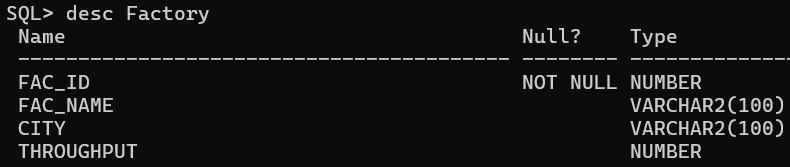 SQL> desc Factory
Name Null? Type
----------------------------------------- -------- --------------
FAC_ID NOT NULL NUMBER
FAC_NAME VARCHAR2(100)
CITY VARCHAR2(100)
THROUGHPUT NUMBER